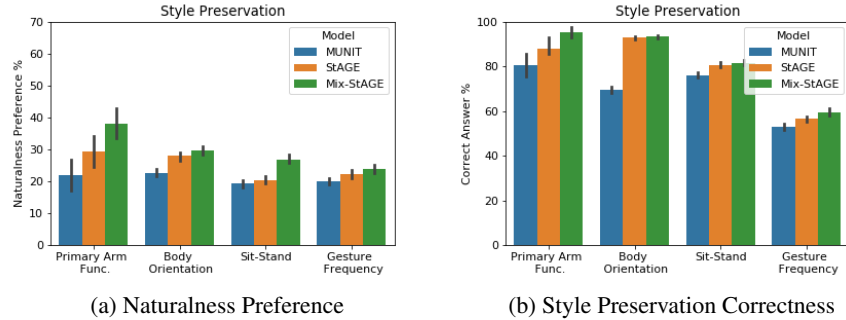 Style Preservation
70
60
50
40
30
20
10
0
Naturalness Preference %
Model
MUNIT
StAGE
Mix-StAGE
Primary Arm
Func.
Body
Orientation
Sit-Stand
Gesture
Frequency
(a) Naturalness Preference
Style Preservation
100
80
60
40
20
0
Correct Answer %
Model
MUNIT
StAGE
Mix-StAGE
Primary Arm
Func.
Body
Orientation
Sit-Stand
Gesture
Frequency
(b) Style Preservation Correctness